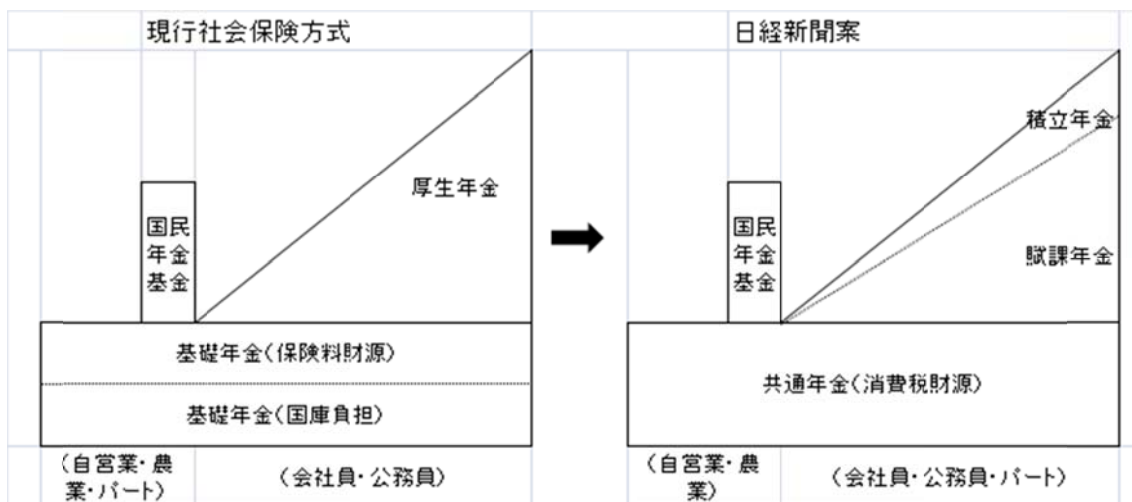 現行社会保険方式
日経新聞案
厚生年金
国民
年金
基金
基礎年金(保険料財源)
基礎年金(国庫負担)
(自営業・農
業・パート)
(会社員・公務員)
積立年金
賦課年金
国民
年金
基金
共通年金(消費税財源)
(自営業・農
業)
(会社員・公務員・パート)